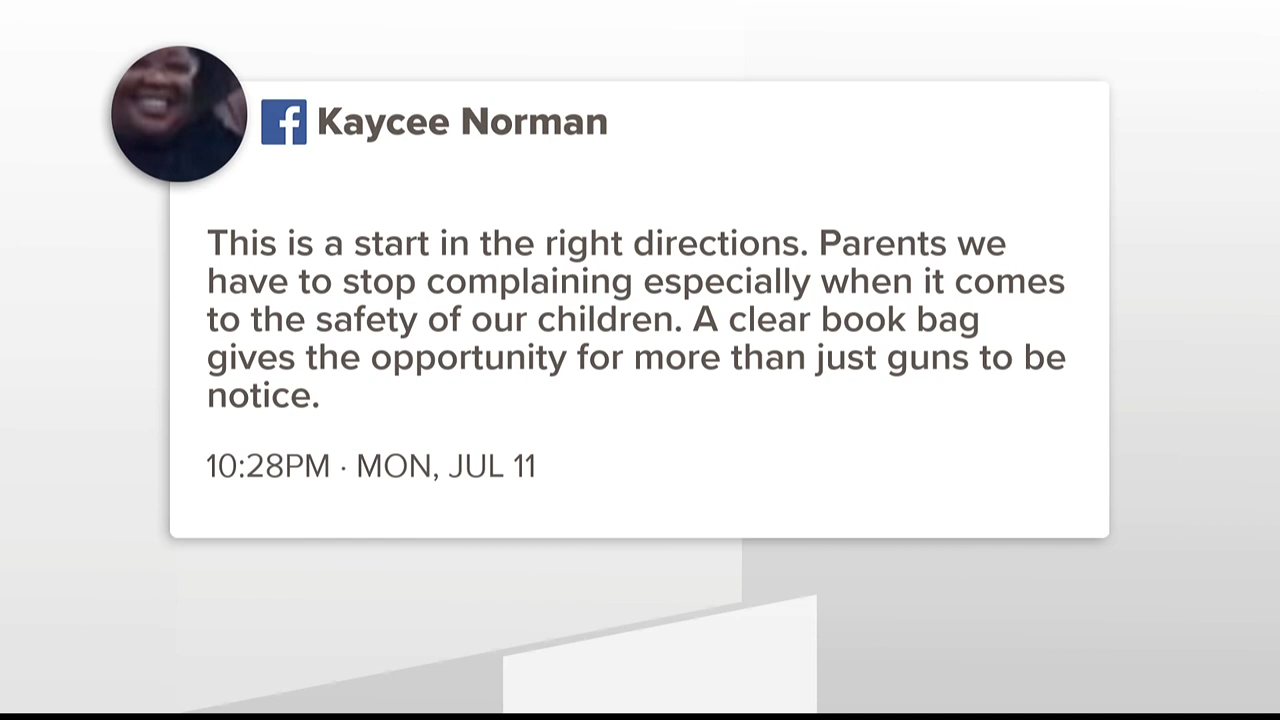 Kaycee Norman
This is a start in the right directions. Parents we
have to stop complaining especially when it comes
to the safety of our children. A clear book bag
gives the opportunity for more than just guns to be
notice.
10:28PM · MON, JUL 11